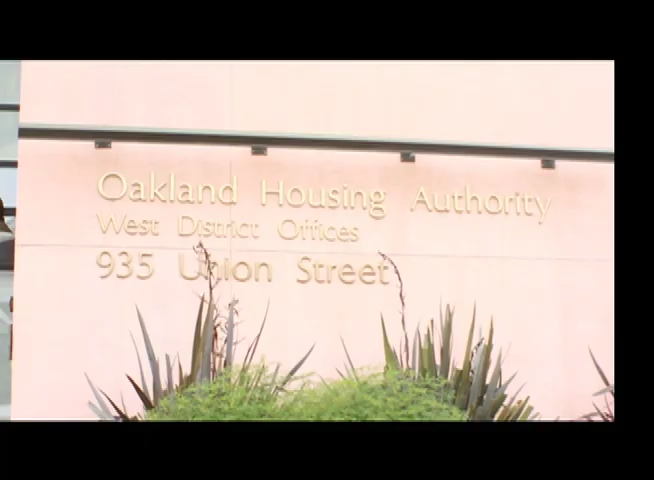 Oakland Housing Authority
West District Offices
935 Union Street